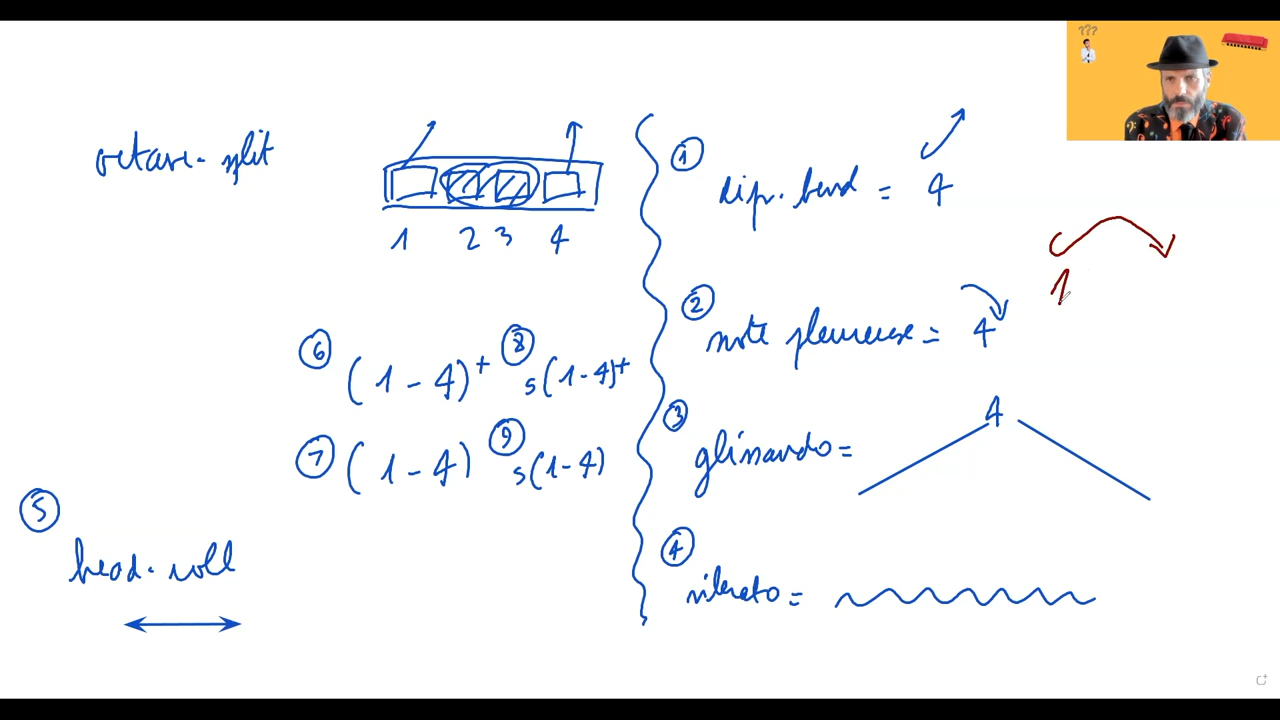 octave-split
1 2 3 4
⑥ (1-4)+ ⑧ s(1-4)+
⑦ (1-4) ⑨ s(1-4)
⑤
head-roll
① dip-bend = 4
1
② note pleureuse = 4
③ 4
glissando =
④
vibrato =
???